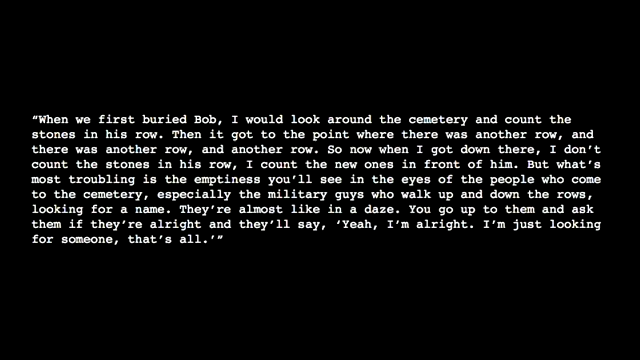 “When we first buried Bob, I would look around the cemetery and count the
stones in his row. Then it got to the point where there was another row, and
there was another row, and another row. So now when I got down there, I don’t
count the stones in his row, I count the new ones in front of him. But what’s
most troubling is the emptiness you’ll see in the eyes of the people who come
to the cemetery, especially the military guys who walk up and down the rows,
looking for a name. They’re almost like in a daze. You go up to them and ask
them if they’re alright and they’ll say, ‘Yeah, I’m alright. I’m just looking
for someone, that’s all.’”